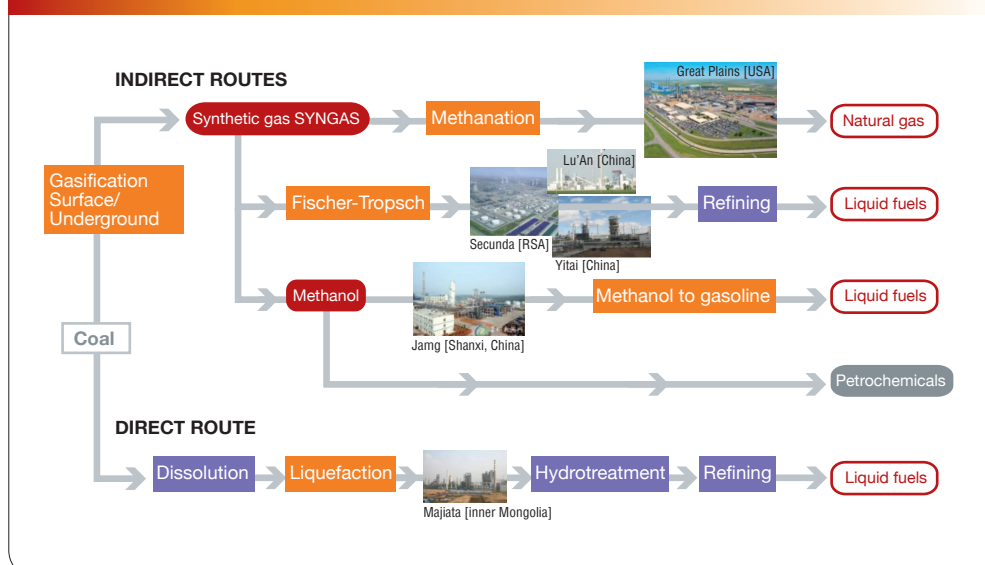 INDIRECT ROUTES
Great Plains [USA]
Synthetic gas SYNGAS
Methanation
Natural gas
Gasification
Surface/
Underground
Lu'An [China]
Fischer-Tropsch
Refining
Liquid fuels
Secunda [RSA]
Yitai [China]
Methanol
Methanol to gasoline
Liquid fuels
Coal
Jamg [Shanxi, China]
Petrochemicals
DIRECT ROUTE
Dissolution
Liquefaction
Hydrotreatment
Refining
Liquid fuels
Majiata [inner Mongolia]